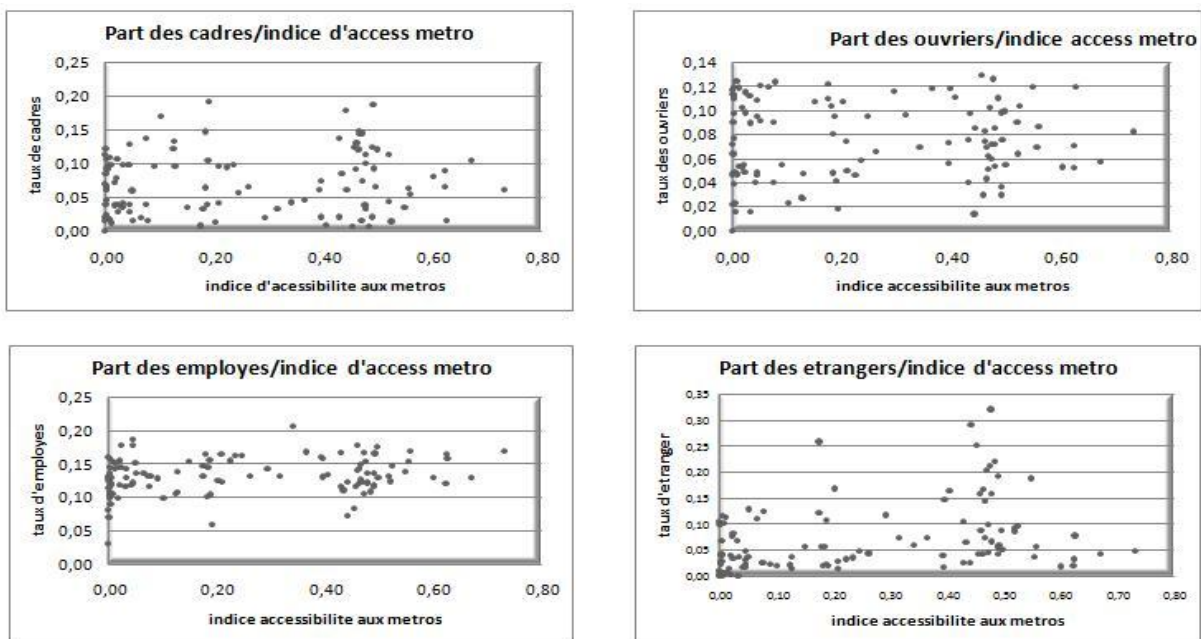 Part des cadres/indice d'access metro
taux de cadres
0,25
0,20
0,15
0,10
0,05
0,00
0,00 0,20 0,40 0,60 0,80
indice d'acessibilite aux metros
Part des ouvriers/indice access metro
taux des ouvriers
0,14
0,12
0,10
0,08
0,06
0,04
0,02
0,00
0,00 0,20 0,40 0,60 0,80
indice accessibilite aux metros
Part des employes/indice d'access metro
taux d'employes
0,25
0,20
0,15
0,10
0,05
0,00
0,00 0,20 0,40 0,60 0,80
indice accessibilite aux metros
Part des etrangers/indice d'access metro
taux d'etranger
0,35
0,30
0,25
0,20
0,15
0,10
0,05
0,00
0,00 0,10 0,20 0,30 0,40 0,50 0,60 0,70 0,80
indice accessibilite aux metros